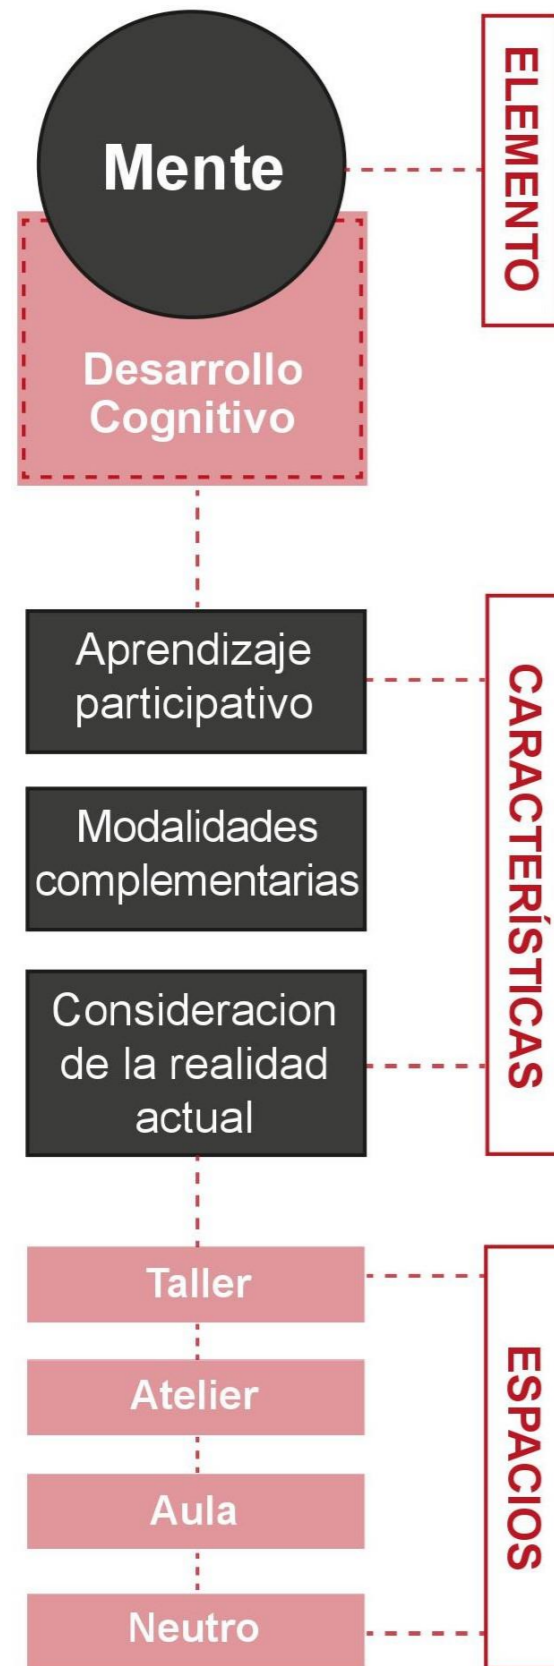 Mente
ELEMENTO
Desarrollo
Cognitivo
Aprendizaje
participativo
CARACTERÍSTICAS
Modalidades
complementarias
Consideracion
de la realidad
actual
Taller
ESPACIOS
Atelier
Aula
Neutro